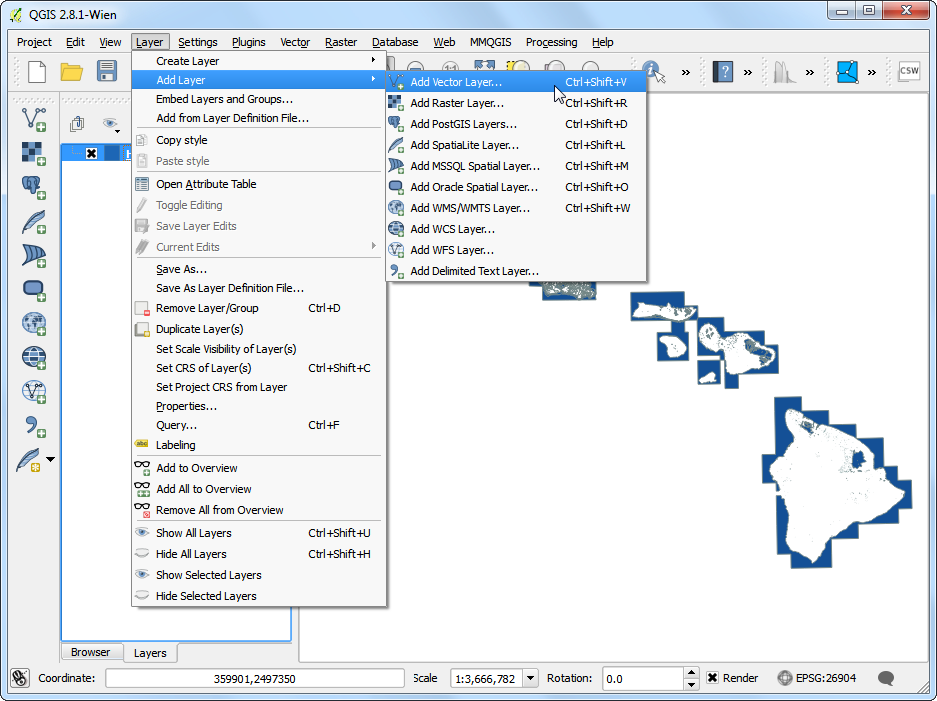 QGIS 2.8.1-Wien
Project Edit View Layer Settings Plugins Vector Raster Database Web MMQGIS Processing Help
CSW
Create Layer
Add Layer
Embed Layers and Groups...
Add from Layer Definition File...
Copy style
Paste style
Open Attribute Table
Toggle Editing
Save Layer Edits
Current Edits
Save As...
Save As Layer Definition File...
Remove Layer/Group Ctrl+D
Duplicate Layer(s)
Set Scale Visibility of Layer(s)
Set CRS of Layer(s) Ctrl+Shift+C
Set Project CRS from Layer
Properties...
Query... Ctrl+F
abc Labeling
Add to Overview
Add All to Overview
Remove All from Overview
Show All Layers Ctrl+Shift+U
Hide All Layers Ctrl+Shift+H
Show Selected Layers
Hide Selected Layers
Add Vector Layer... Ctrl+Shift+V
Add Raster Layer... Ctrl+Shift+R
Add PostGIS Layers... Ctrl+Shift+D
Add SpatiaLite Layer... Ctrl+Shift+L
Add MSSQL Spatial Layer... Ctrl+Shift+M
Add Oracle Spatial Layer... Ctrl+Shift+O
Add WMS/WMTS Layer... Ctrl+Shift+W
Add WCS Layer...
Add WFS Layer...
Add Delimited Text Layer...
Browser Layers
Coordinate: 359901,2497350 Scale 1:3,666,782 Rotation: 0.0 Render EPSG:26904